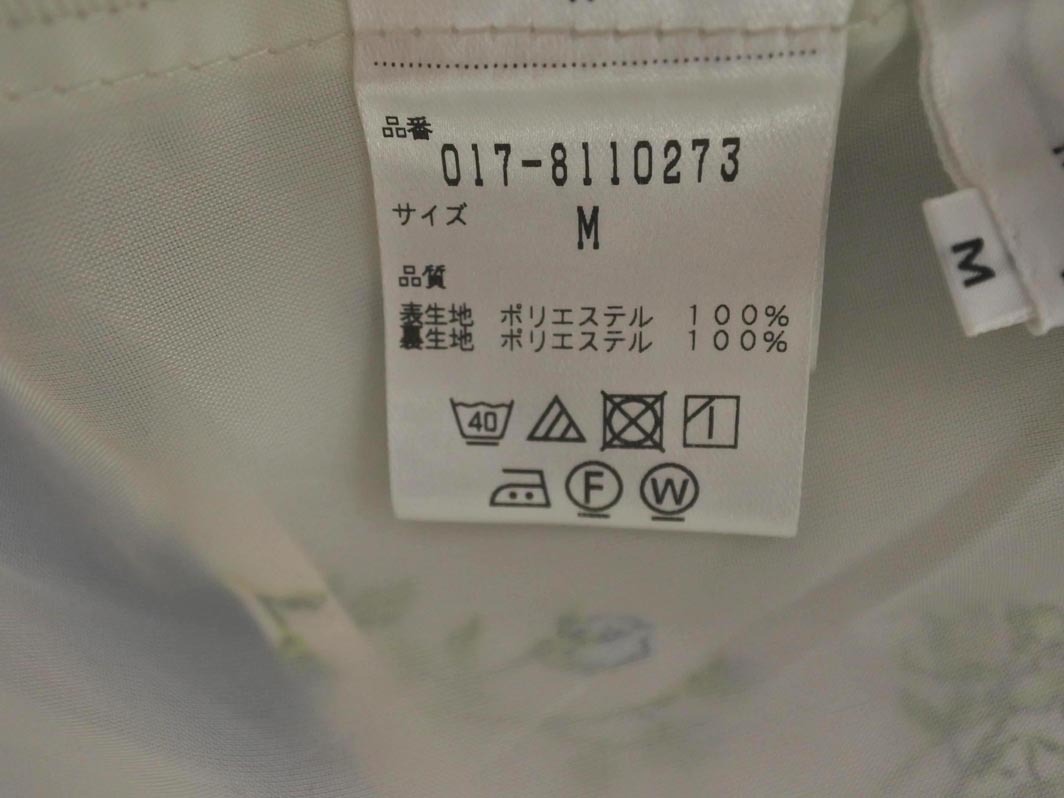 品番
017-8110273
サイズ
M
品質
表生地 ポリエステル 100%
裏生地 ポリエステル 100%
40
F W
M